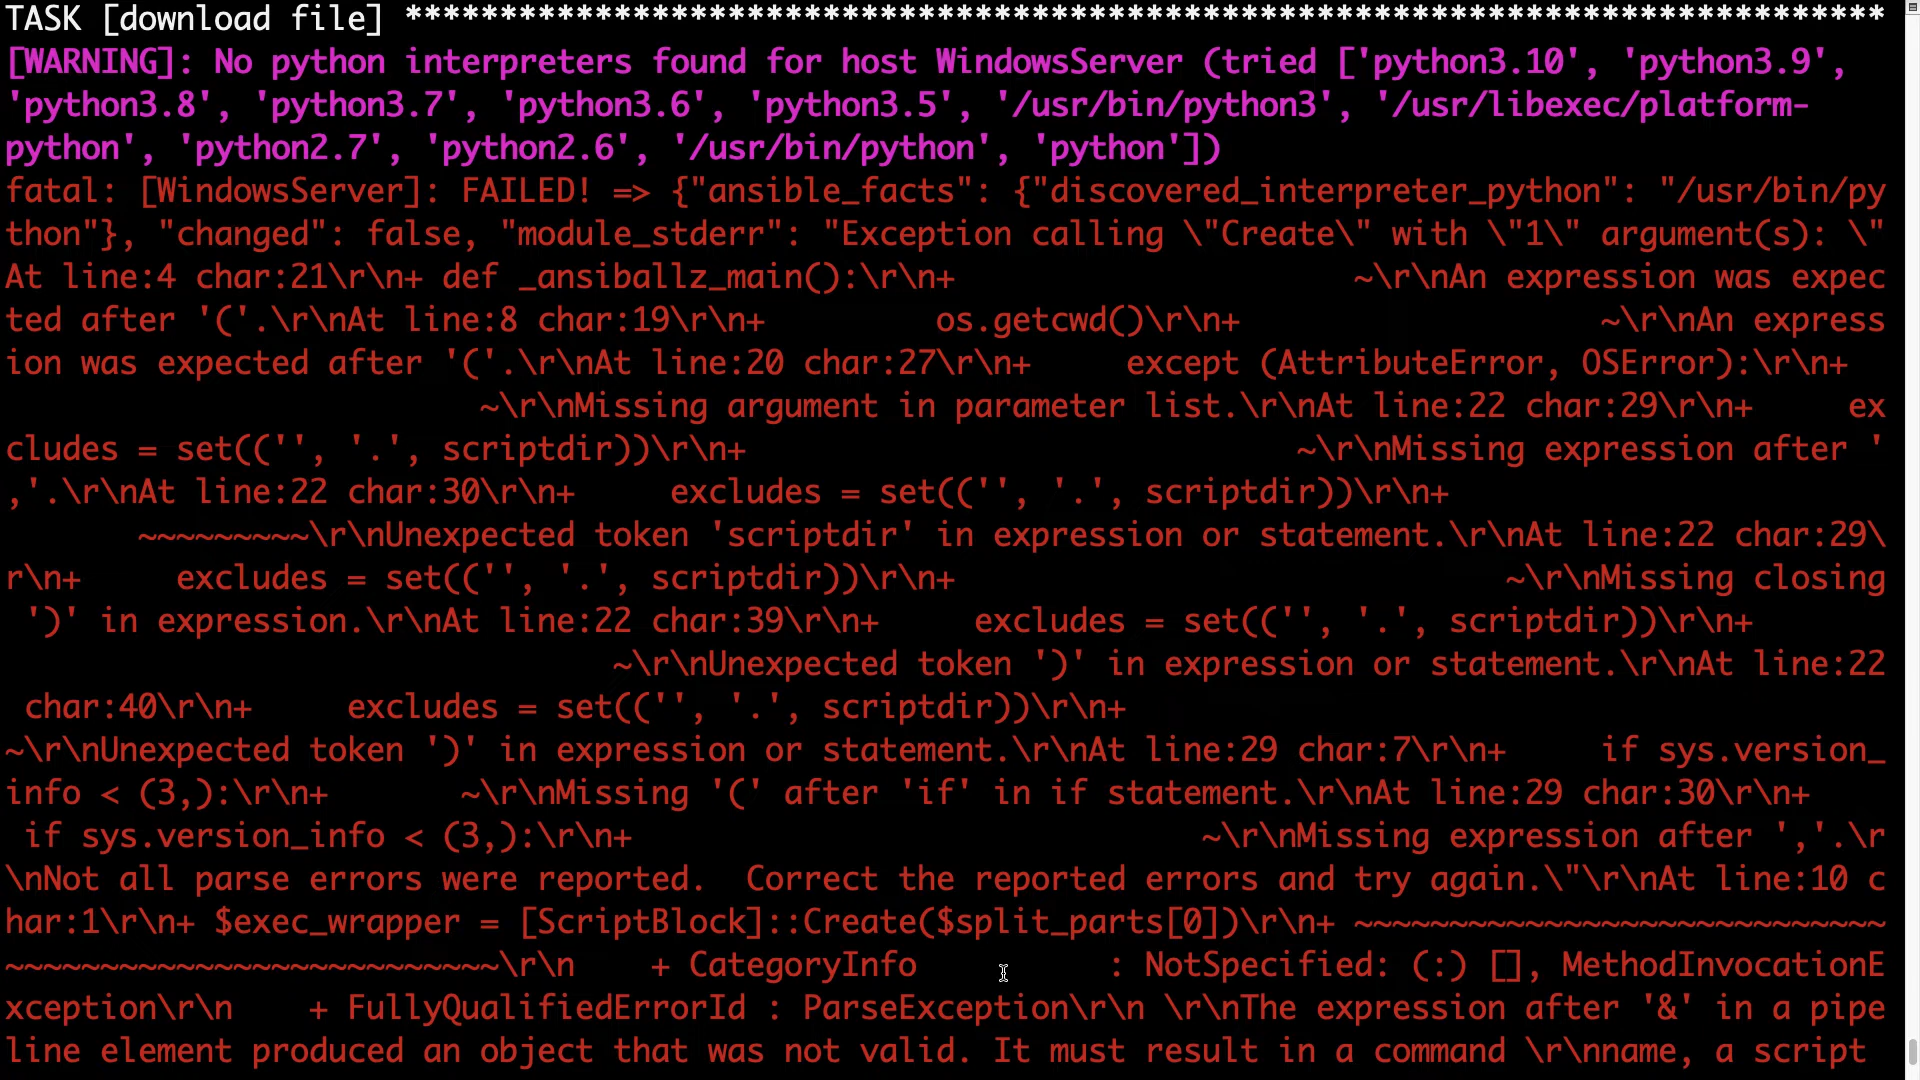 TASK [download file] ******************************************************************************
[WARNING]: No python interpreters found for host WindowsServer (tried ['python3.10', 'python3.9',
'python3.8', 'python3.7', 'python3.6', 'python3.5', '/usr/bin/python3', '/usr/libexec/platform-
python', 'python2.7', 'python2.6', '/usr/bin/python', 'python'])
fatal: [WindowsServer]: FAILED! => {"ansible_facts": {"discovered_interpreter_python": "/usr/bin/py
thon"}, "changed": false, "module_stderr": "Exception calling \"Create\" with \"1\" argument(s): \"
At line:4 char:21\r\n+ def _ansiballz_main():\r\n+                     ~\r\nAn expression was expec
ted after '('.\r\nAt line:8 char:19\r\n+         os.getcwd()\r\n+                   ~\r\nAn express
ion was expected after '('.\r\nAt line:20 char:27\r\n+     except (AttributeError, OSError):\r\n+
                         ~\r\nMissing argument in parameter list.\r\nAt line:22 char:29\r\n+     ex
cludes = set(('', '.', scriptdir))\r\n+                             ~\r\nMissing expression after '
,'.\r\nAt line:22 char:30\r\n+     excludes = set(('', '.', scriptdir))\r\n+
       ~~~~~~~~~\r\nUnexpected token 'scriptdir' in expression or statement.\r\nAt line:22 char:29\
r\n+     excludes = set(('', '.', scriptdir))\r\n+                             ~\r\nMissing closing
 ')' in expression.\r\nAt line:22 char:39\r\n+     excludes = set(('', '.', scriptdir))\r\n+
                                ~\r\nUnexpected token ')' in expression or statement.\r\nAt line:22
 char:40\r\n+     excludes = set(('', '.', scriptdir))\r\n+
~\r\nUnexpected token ')' in expression or statement.\r\nAt line:29 char:7\r\n+     if sys.version_
info < (3,):\r\n+       ~\r\nMissing '(' after 'if' in if statement.\r\nAt line:29 char:30\r\n+
 if sys.version_info < (3,):\r\n+                              ~\r\nMissing expression after ','.\r
\nNot all parse errors were reported.  Correct the reported errors and try again.\"\r\nAt line:10 c
har:1\r\n+ $exec_wrapper = [ScriptBlock]::Create($split_parts[0])\r\n+ ~~~~~~~~~~~~~~~~~~~~~~~~~~~~
~~~~~~~~~~~~~~~~~~~~~~~~~~\r\n    + CategoryInfo          : NotSpecified: (:) [], MethodInvocationE
xception\r\n    + FullyQualifiedErrorId : ParseException\r\n \r\nThe expression after '&' in a pipe
line element produced an object that was not valid. It must result in a command \r\nname, a script